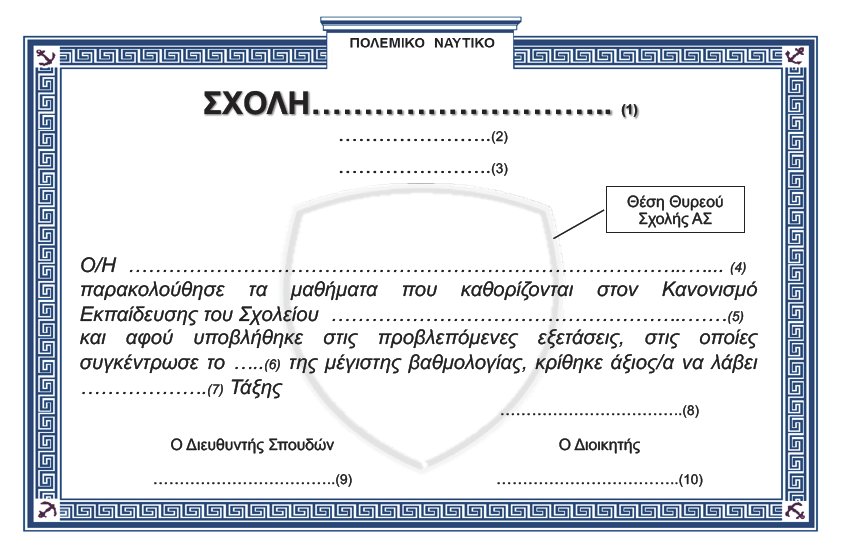 ΠΟΛΕΜΙΚΟ ΝΑΥΤΙΚΟ
ΣΧΟΛΗ……………………….. (1)
…………………..(2)
…………………..(3)
Θέση Θυρεού
Σχολής ΑΣ
Ο/Η ……………………………………………………………………..…... (4)
παρακολούθησε τα μαθήματα που καθορίζονται στον Κανονισμό
Εκπαίδευσης του Σχολείου …………………………………………..…….(5)
και αφού υποβλήθηκε στις προβλεπόμενες εξετάσεις, στις οποίες
συγκέντρωσε το …..(6) της μέγιστης βαθμολογίας, κρίθηκε άξιος/α να λάβει
……………….(7) Τάξης
……………………………..(8)
Ο Διευθυντής Σπουδών
Ο Διοικητής
……………………………..(9)
……………………………..(10)